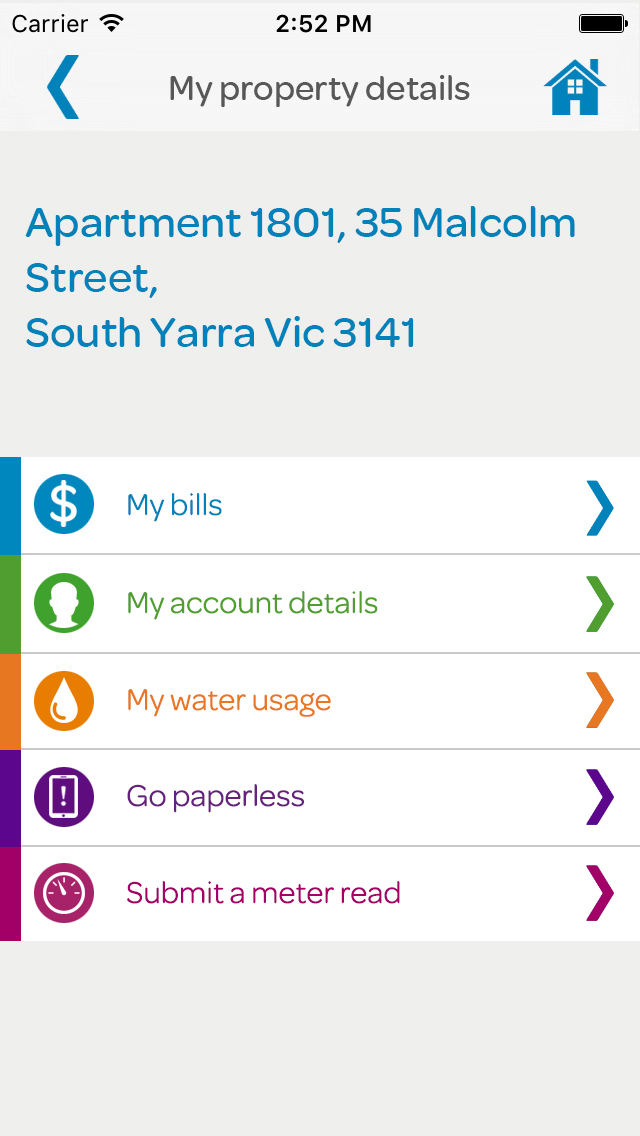 Carrier 2:52 PM
My property details
Apartment 1801, 35 Malcolm
Street,
South Yarra Vic 3141
My bills
My account details
My water usage
Go paperless
Submit a meter read